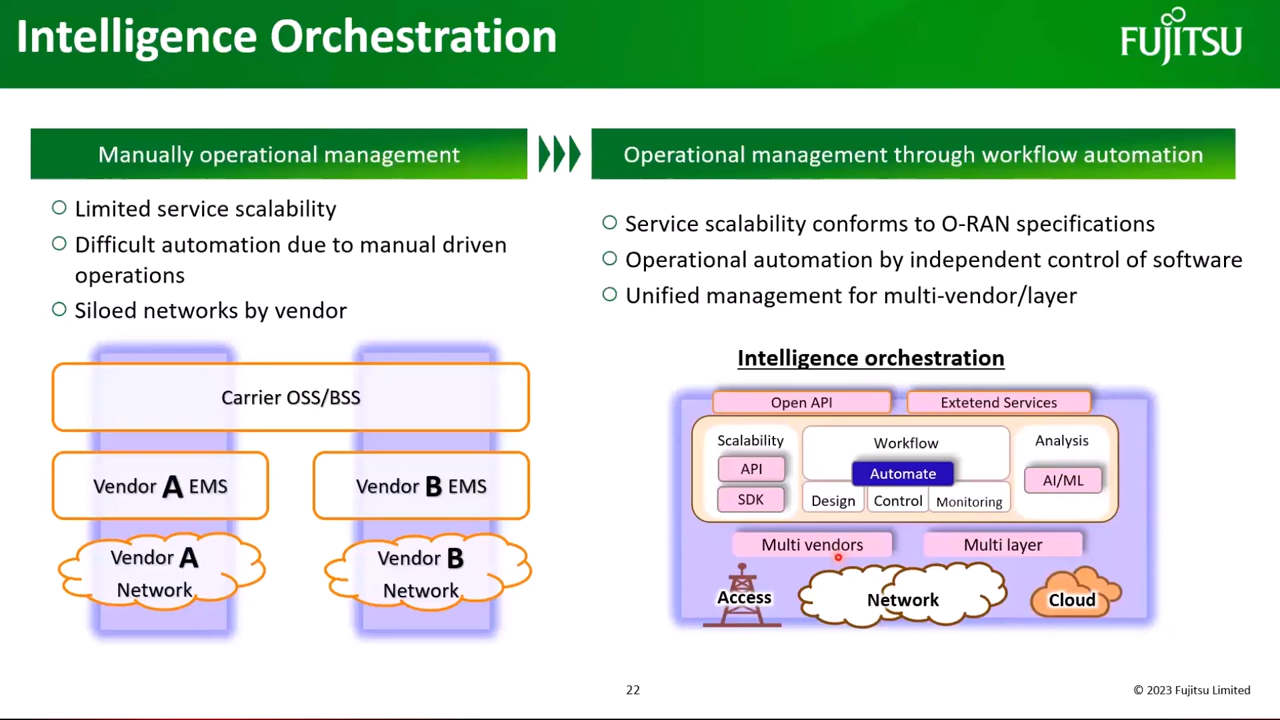 Intelligence Orchestration
FUJITSU
Manually operational management
Limited service scalability
Difficult automation due to manual driven
operations
Siloed networks by vendor
Carrier OSS/BSS
Vendor A EMS
Vendor B EMS
Vendor A
Network
Vendor B
Network
Operational management through workflow automation
Service scalability conforms to O-RAN specifications
Operational automation by independent control of software
Unified management for multi-vendor/layer
Intelligence orchestration
Open API
Extetend Services
Scalability
API
SDK
Workflow
Automate
Design
Control
Monitoring
Analysis
AI/ML
Multi vendors
Multi layer
Access
Network
Cloud
22
© 2023 Fujitsu Limited